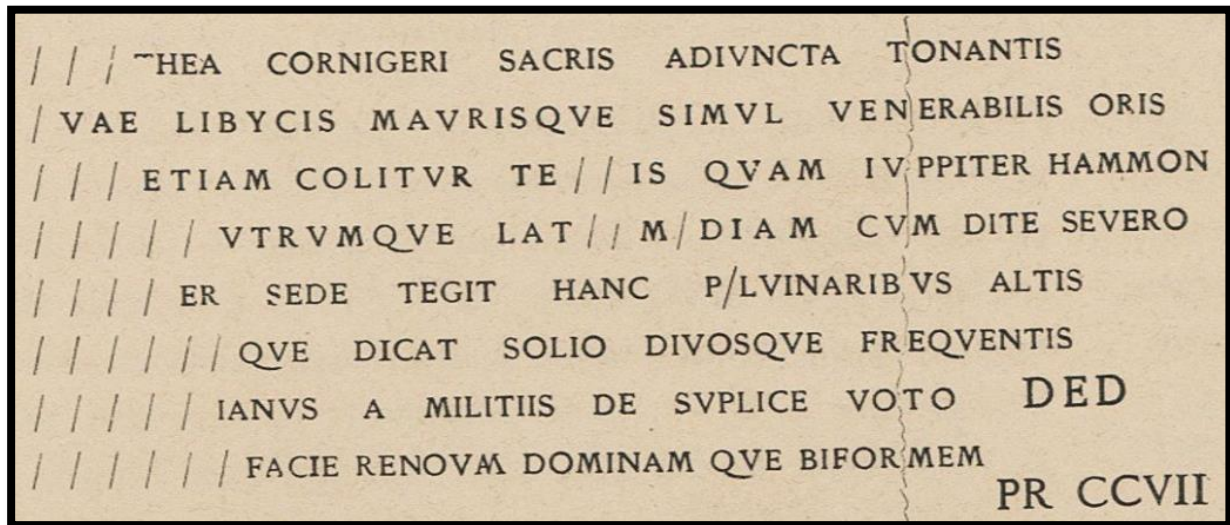 / / / THEA CORNIGERI SACRIS ADIVNCTA TONANTIS
/ VAE LIBYCIS MAVRISQVE SIMVL VENERABILIS ORIS
/ / / ETIAM COLITVR TE / / IS QVAM IVPPITER HAMMON
/ / / / / VTRVMQVE LAT / / M / DIAM CVM DITE SEVERO
/ / / / ER SEDE TEGIT HANC P/LVINARIBVS ALTIS
/ / / / / / QVE DICAT SOLIO DIVOSQVE FREQVENTIS
/ / / / / IANVS A MILITIIS DE SVPLICE VOTO DED
/ / / / / / FACIE RENOVM DOMINAM QVE BIFORMEM
PR CCVII